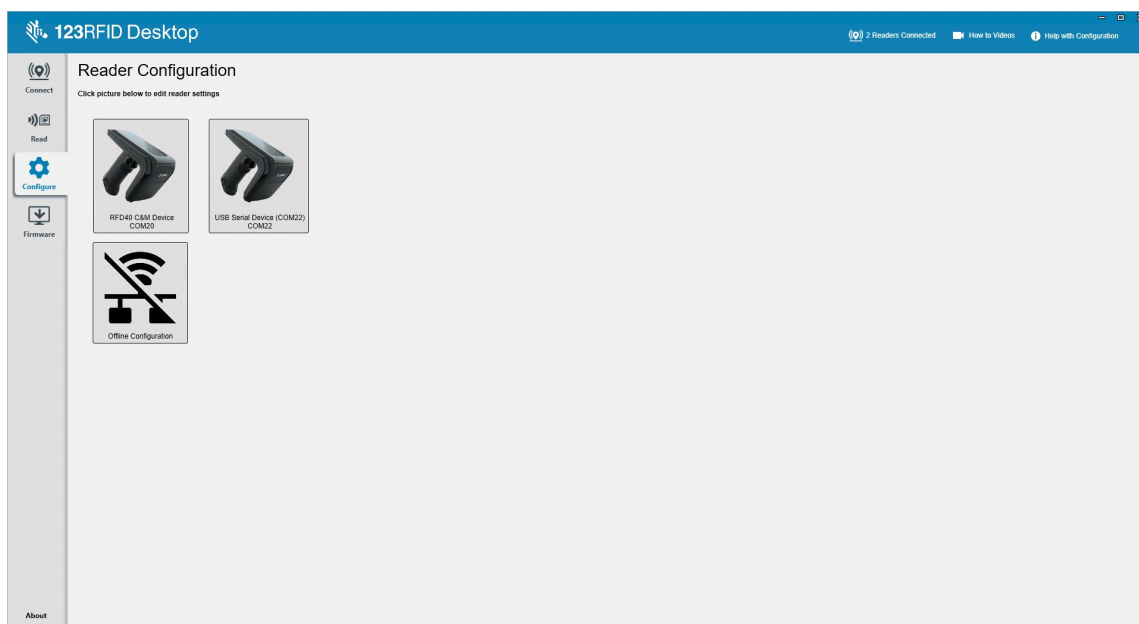 123RFID Desktop
2 Readers Connected
How to Videos
Help with Configuration
Connect
Read
Configure
Firmware
About
Reader Configuration
Click picture below to edit reader settings
RFD40 C&M Device
COM20
USB Serial Device (COM22)
COM22
Offline Configuration